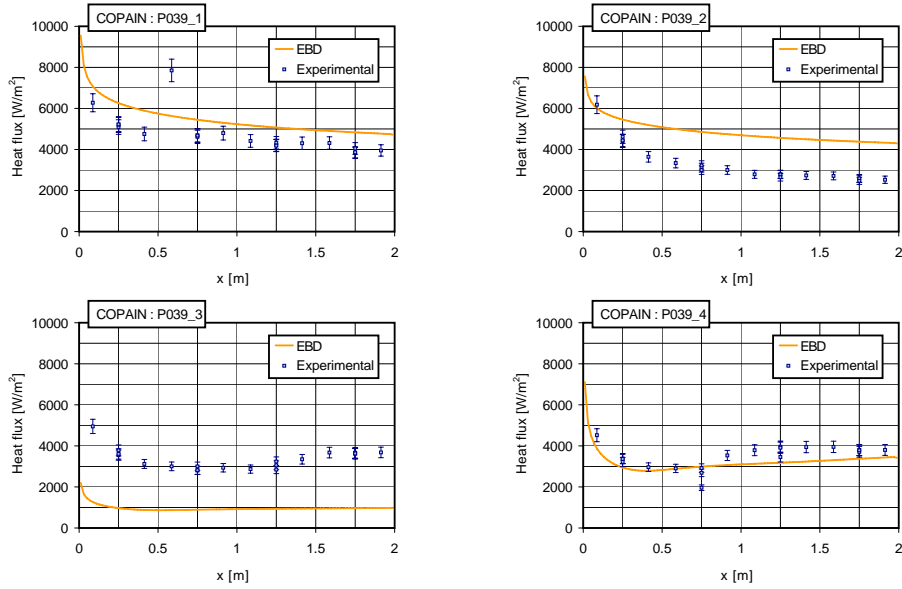 COPAIN : P039_1
10000
8000
6000
4000
2000
0
Heat flux [W/m²]
EBD
Experimental
0 0.5 1 1.5 2
x [m]
COPAIN : P039_2
10000
8000
6000
4000
2000
0
Heat flux [W/m²]
EBD
Experimental
0 0.5 1 1.5 2
x [m]
COPAIN : P039_3
10000
8000
6000
4000
2000
0
Heat flux [W/m²]
EBD
Experimental
0 0.5 1 1.5 2
x [m]
COPAIN : P039_4
10000
8000
6000
4000
2000
0
Heat flux [W/m²]
EBD
Experimental
0 0.5 1 1.5 2
x [m]